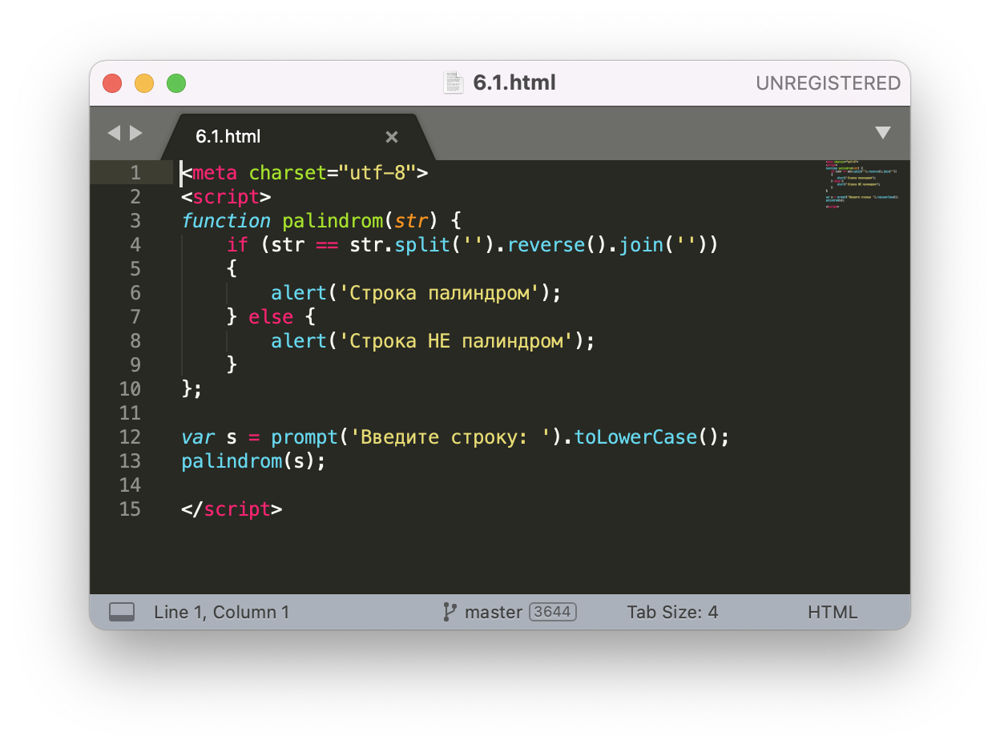 6.1.html
UNREGISTERED
6.1.html
1 <meta charset="utf-8">
2 <script>
3 function palindrom(str) {
4     if (str == str.split('').reverse().join(''))
5     {
6         alert('Строка палиндром');
7     } else {
8         alert('Строка НЕ палиндром');
9     }
10 };
11
12 var s = prompt('Введите строку: ').toLowerCase();
13 palindrom(s);
14
15 </script>
Line 1, Column 1 master 3644 Tab Size: 4 HTML